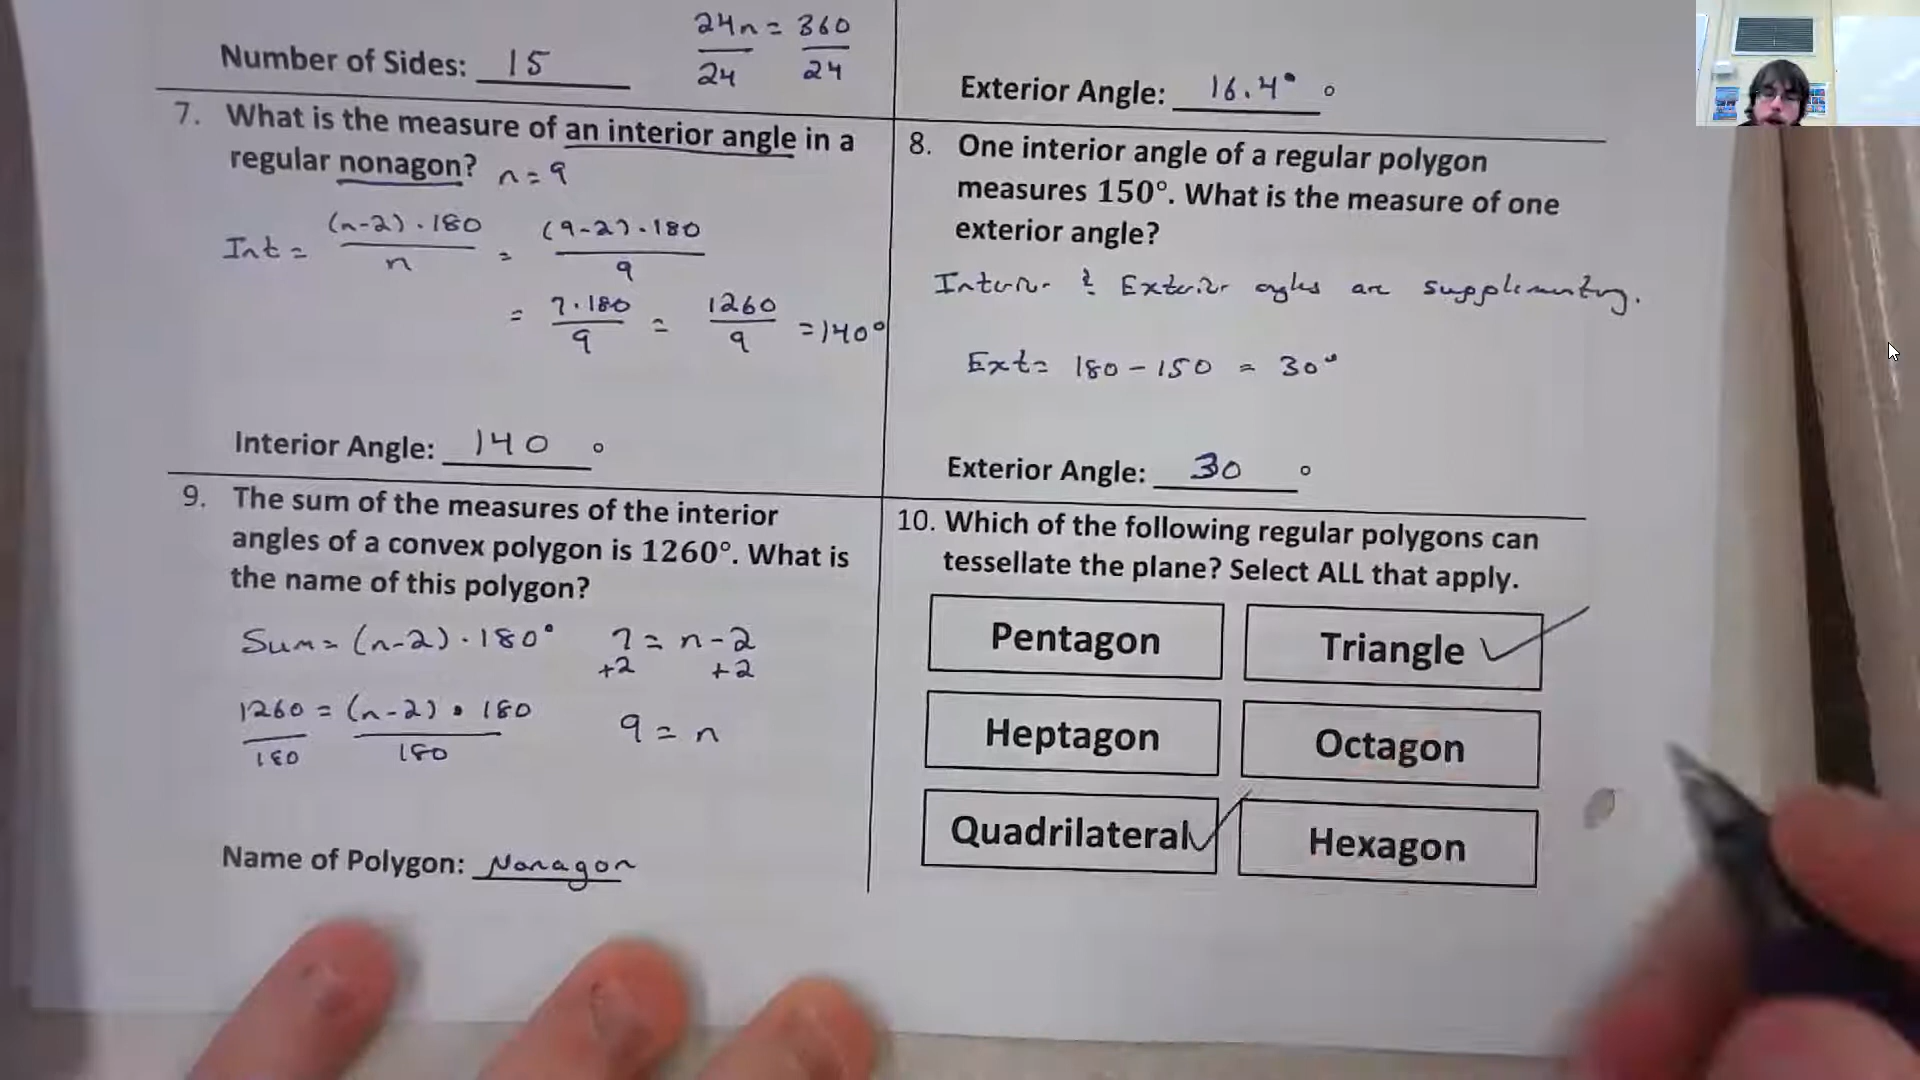 24n = 360
24 24
Number of Sides: 15
Exterior Angle: 16.4° °
7. What is the measure of an interior angle in a
regular nonagon? n=9
Int = (n-2)·180 / n = (9-2)·180 / 9
= 7·180 / 9 = 1260 / 9 = 140°
Interior Angle: 140 °
8. One interior angle of a regular polygon
measures 150°. What is the measure of one
exterior angle?
Interior & Exterior angles are supplementary.
Ext = 180 - 150 = 30°
Exterior Angle: 30 °
9. The sum of the measures of the interior
angles of a convex polygon is 1260°. What is
the name of this polygon?
Sum = (n-2)·180° 7 = n-2
+2 +2
1260 = (n-2)·180 9 = n
180 180
Name of Polygon: Nonagon
10. Which of the following regular polygons can
tessellate the plane? Select ALL that apply.
Pentagon Triangle ✓
Heptagon Octagon
Quadrilateral ✓ Hexagon